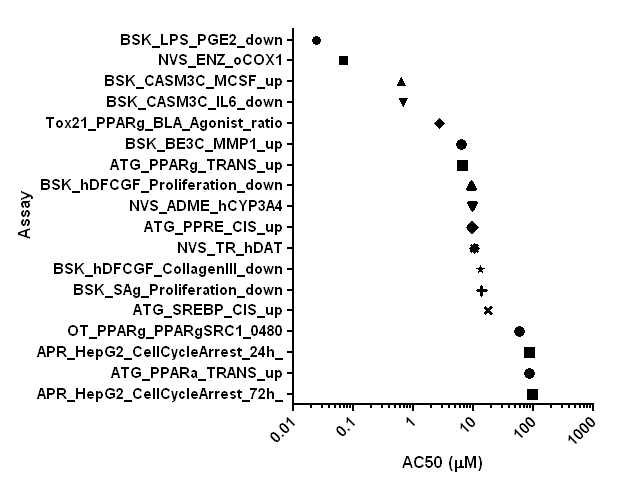 BSK_LPS_PGE2_down
NVS_ENZ_oCOX1
BSK_CASM3C_MCSF_up
BSK_CASM3C_IL6_down
Tox21_PPARg_BLA_Agonist_ratio
BSK_BE3C_MMP1_up
ATG_PPARg_TRANS_up
BSK_hDFCGF_Proliferation_down
NVS_ADME_hCYP3A4
ATG_PPRE_CIS_up
NVS_TR_hDAT
BSK_hDFCGF_CollagenIII_down
BSK_SAg_Proliferation_down
ATG_SREBP_CIS_up
OT_PPARg_PPARgSRC1_0480
APR_HepG2_CellCycleArrest_24h_
ATG_PPARa_TRANS_up
APR_HepG2_CellCycleArrest_72h_
Assay
0.01 0.1 1 10 100 1000
AC50 (μM)